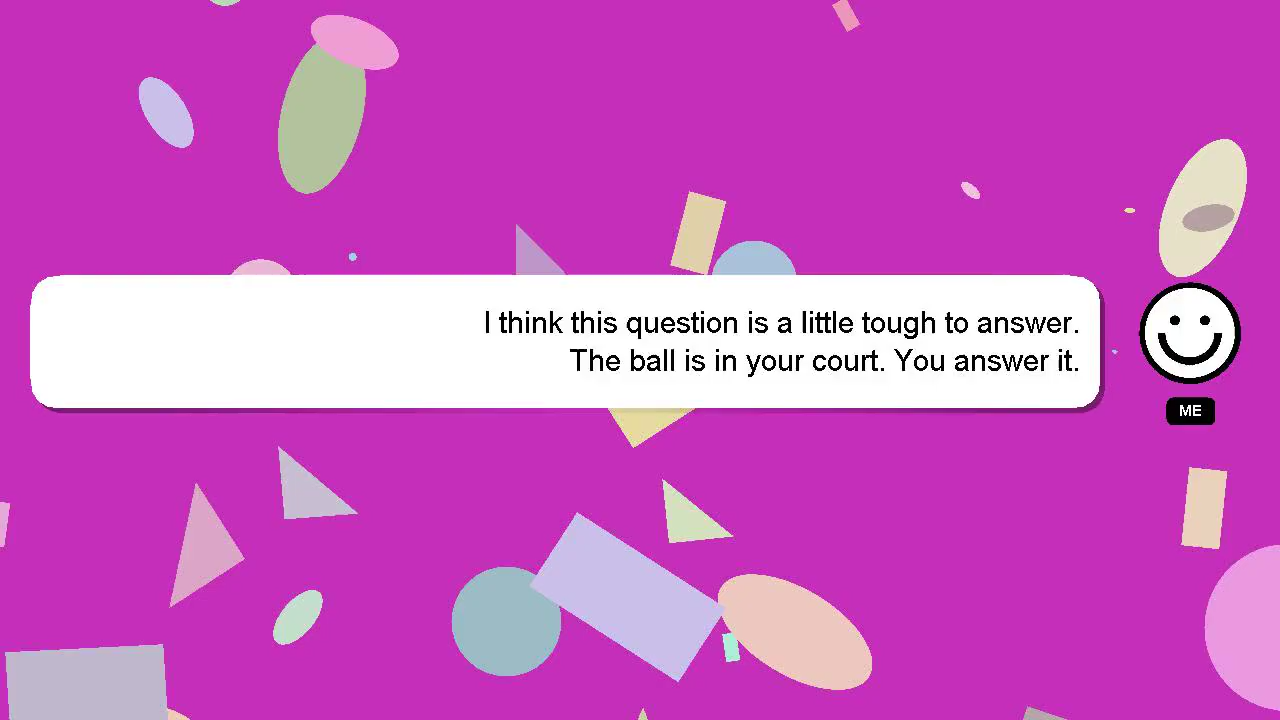 I think this question is a little tough to answer.
The ball is in your court. You answer it.
ME